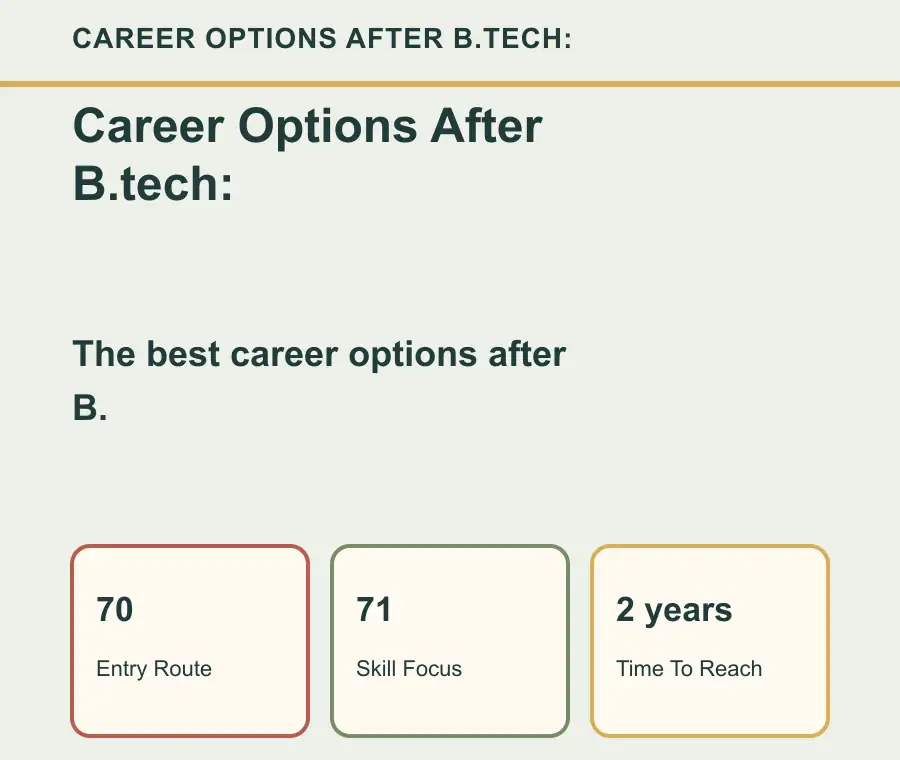 CAREER OPTIONS AFTER B.TECH:
Career Options After
B.tech:
The best career options after
B.
70
Entry Route
71
Skill Focus
2 years
Time To Reach